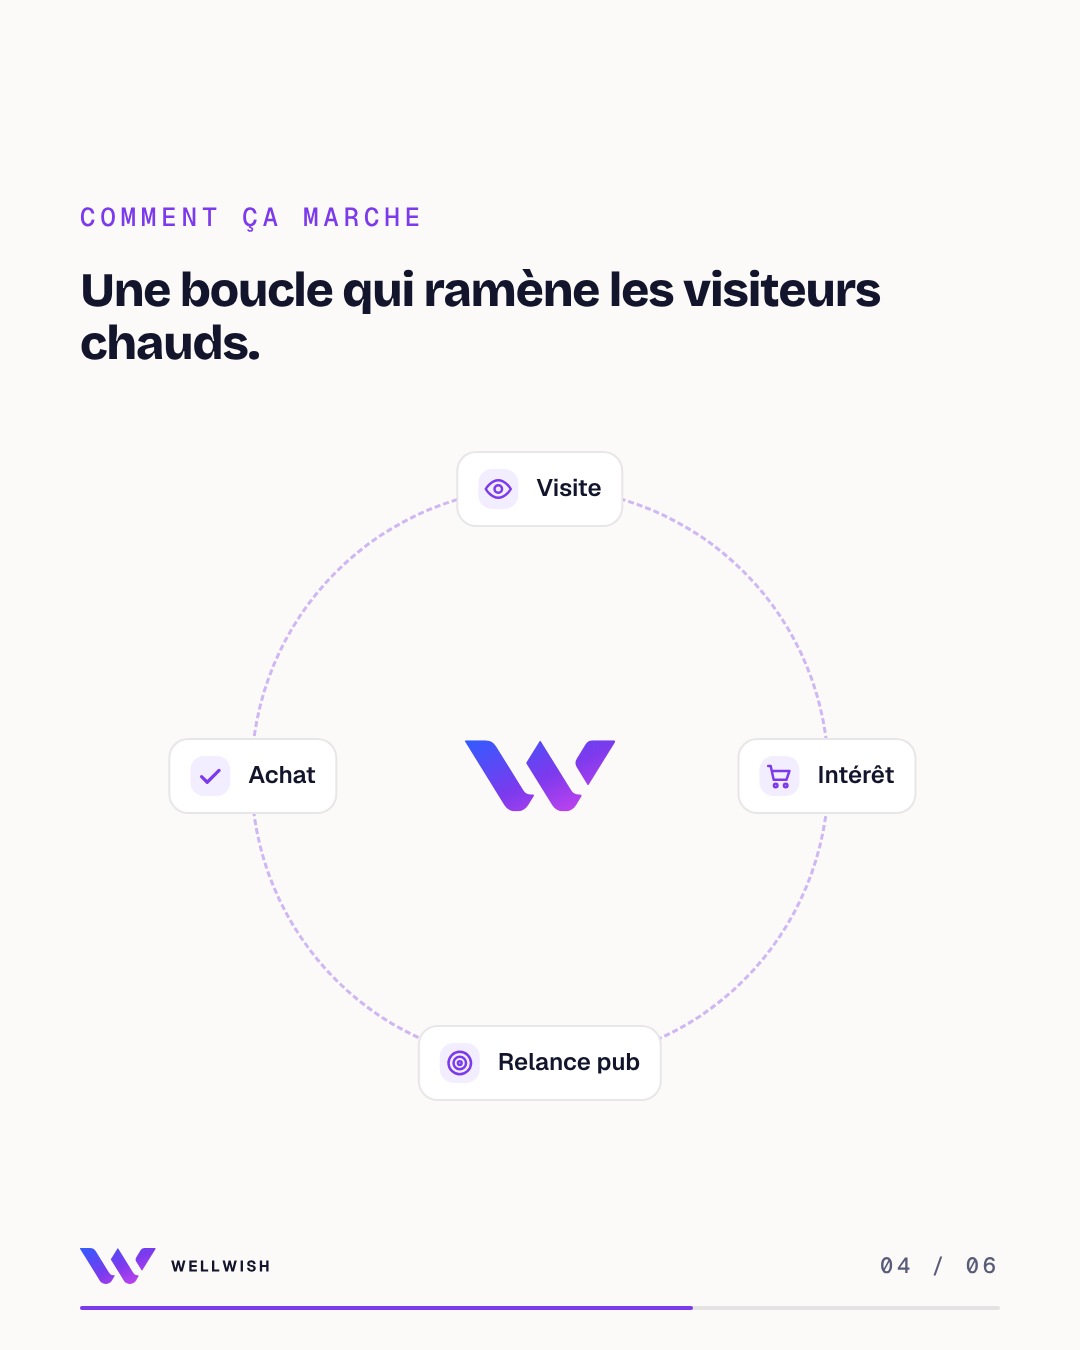 COMMENT ÇA MARCHE
Une boucle qui ramène les visiteurs
chauds.
Visite
Achat
Intérêt
Relance pub
WELLWISH
04 / 06